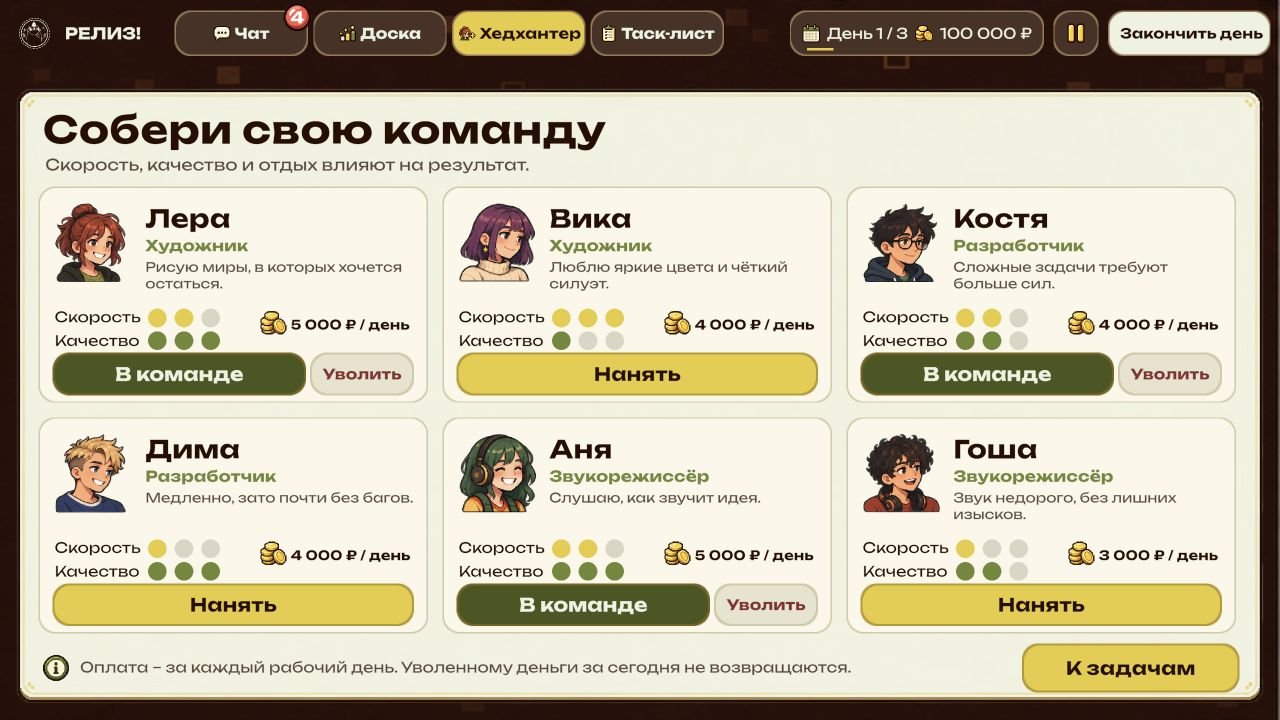 РЕЛИЗ!
Чат
4
Доска
Хедхантер
Таск-лист
День 1 / 3
100 000 ₽
Закончить день
Собери свою команду
Скорость, качество и отдых влияют на результат.
Лера
Художник
Рисую миры, в которых хочется
остаться.
Скорость
Качество
5 000 ₽ / день
В команде
Уволить
Вика
Художник
Люблю яркие цвета и чёткий
силуэт.
Скорость
Качество
4 000 ₽ / день
Нанять
Костя
Разработчик
Сложные задачи требуют
больше сил.
Скорость
Качество
4 000 ₽ / день
В команде
Уволить
Дима
Разработчик
Медленно, зато почти без багов.
Скорость
Качество
4 000 ₽ / день
Нанять
Аня
Звукорежиссёр
Слушаю, как звучит идея.
Скорость
Качество
5 000 ₽ / день
В команде
Уволить
Гоша
Звукорежиссёр
Звук недорого, без лишних
изысков.
Скорость
Качество
3 000 ₽ / день
Нанять
Оплата – за каждый рабочий день. Уволенному деньги за сегодня не возвращаются.
К задачам